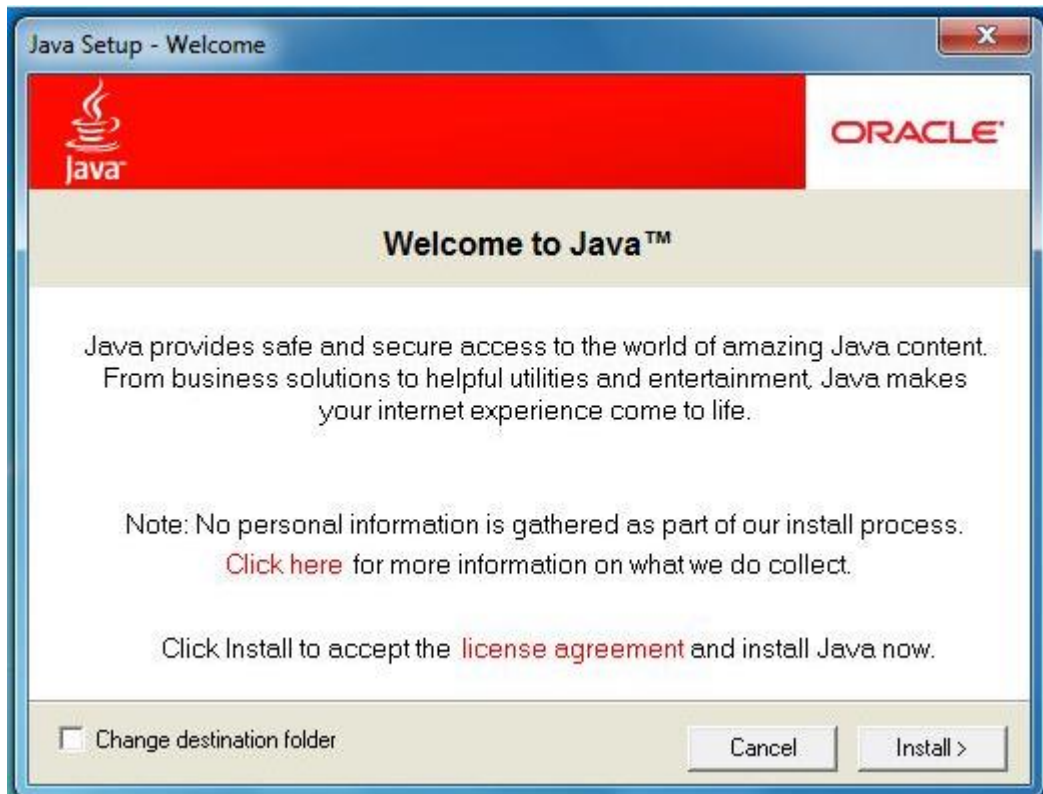 Java Setup - Welcome
Java™
ORACLE®
Welcome to Java™
Java provides safe and secure access to the world of amazing Java content.
From business solutions to helpful utilities and entertainment, Java makes
your internet experience come to life.
Note: No personal information is gathered as part of our install process.
Click here for more information on what we do collect.
Click Install to accept the license agreement and install Java now.
Change destination folder
Cancel
Install >